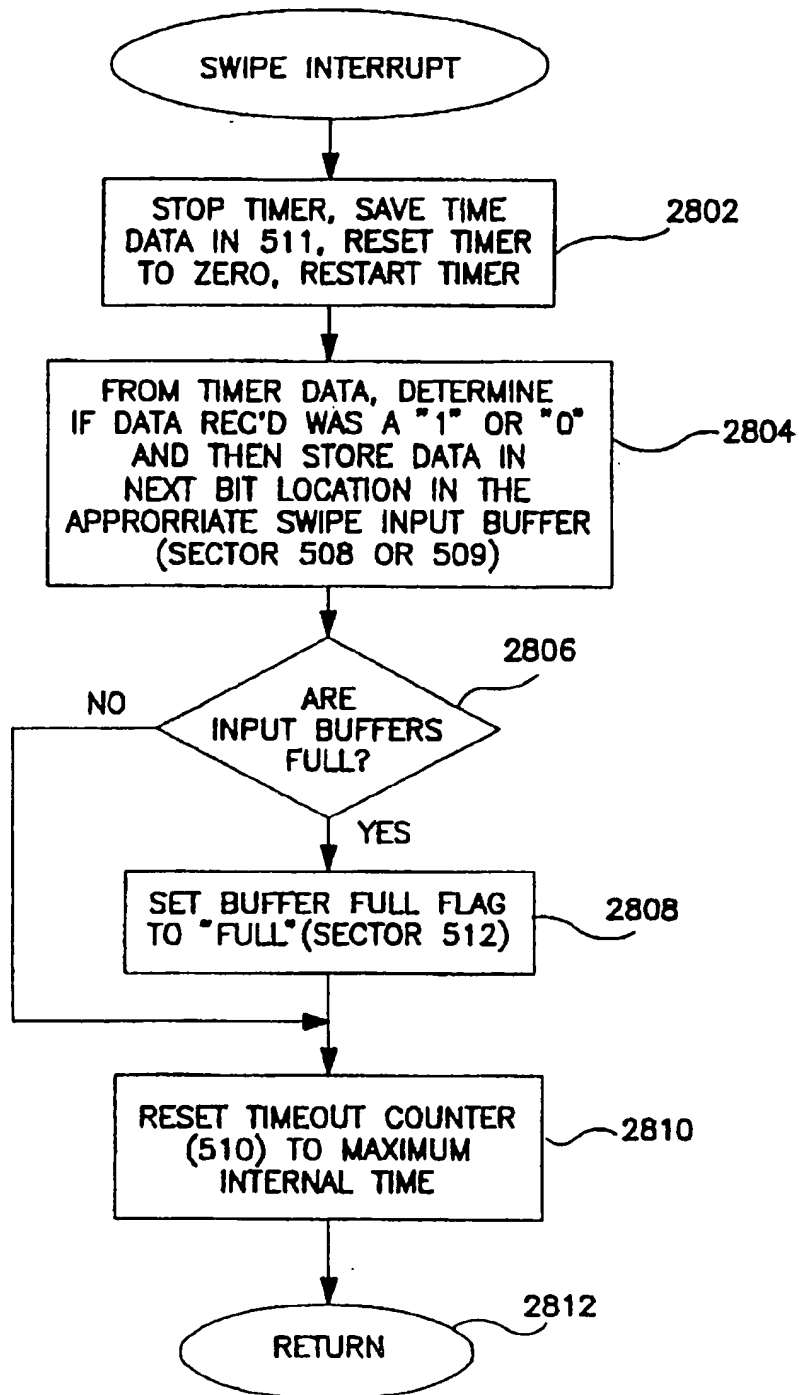 SWIPE INTERRUPT
STOP TIMER, SAVE TIME
DATA IN 511, RESET TIMER
TO ZERO, RESTART TIMER
2802
FROM TIMER DATA, DETERMINE
IF DATA REC'D WAS A "1" OR "0"
AND THEN STORE DATA IN
NEXT BIT LOCATION IN THE
APPRORRIATE SWIPE INPUT BUFFER
(SECTOR 508 OR 509)
2804
2806
NO
ARE
INPUT BUFFERS
FULL?
YES
SET BUFFER FULL FLAG
TO "FULL"(SECTOR 512)
2808
RESET TIMEOUT COUNTER
(510) TO MAXIMUM
INTERNAL TIME
2810
2812
RETURN